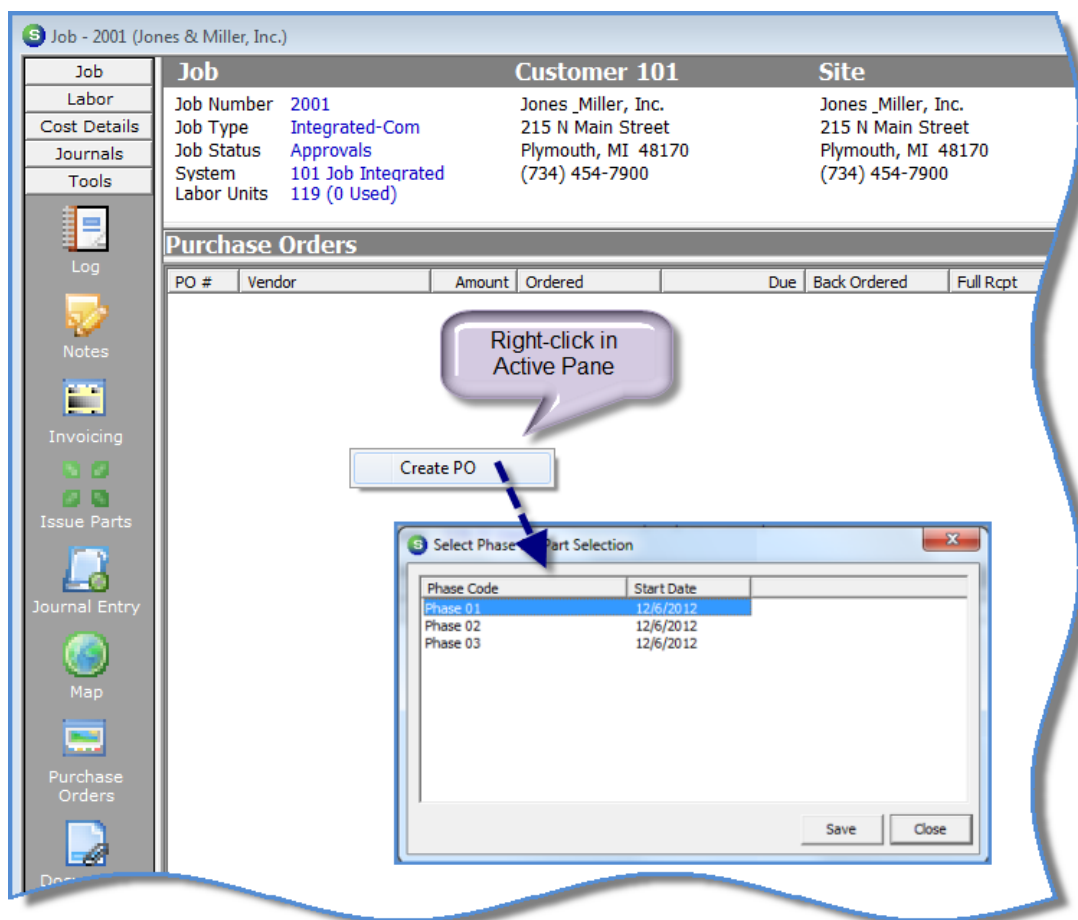 Job - 2001 (Jones & Miller, Inc.)
Job
Labor
Cost Details
Journals
Tools
Log
Notes
Invoicing
Issue Parts
Journal Entry
Map
Purchase
Orders
Job Customer 101 Site
Job Number 2001 Jones _Miller, Inc. Jones _Miller, Inc.
Job Type Integrated-Com 215 N Main Street 215 N Main Street
Job Status Approvals Plymouth, MI 48170 Plymouth, MI 48170
System 101 Job Integrated (734) 454-7900 (734) 454-7900
Labor Units 119 (0 Used)
Purchase Orders
PO # Vendor Amount Ordered Due Back Ordered Full Rcpt
Right-click in
Active Pane
Create PO
Select Phase Part Selection
Phase Code Start Date
Phase 01 12/6/2012
Phase 02 12/6/2012
Phase 03 12/6/2012
Save Close